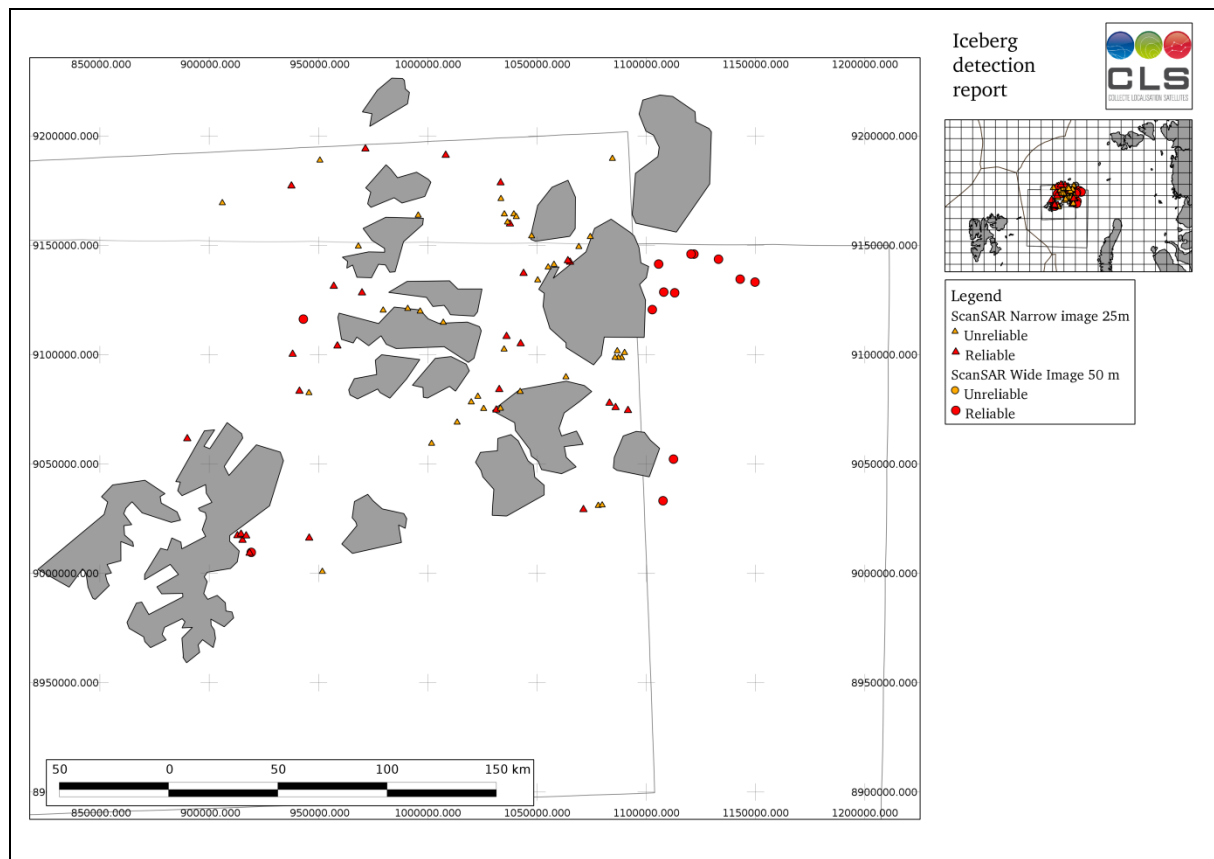 Iceberg
detection
report
CLS
COLLECTE LOCALISATION SATELLITES
850000.000 900000.000 950000.000 1000000.000 1050000.000 1100000.000 1150000.000 1200000.000
9200000.000 9200000.000
9150000.000 9150000.000
9100000.000 9100000.000
9050000.000 9050000.000
9000000.000 9000000.000
8950000.000 8950000.000
8900000.000
850000.000 900000.000 950000.000 1000000.000 1050000.000 1100000.000 1150000.000 1200000.000
50 0 50 100 150 km
Legend
ScanSAR Narrow image 25m
Unreliable
Reliable
ScanSAR Wide Image 50 m
Unreliable
Reliable